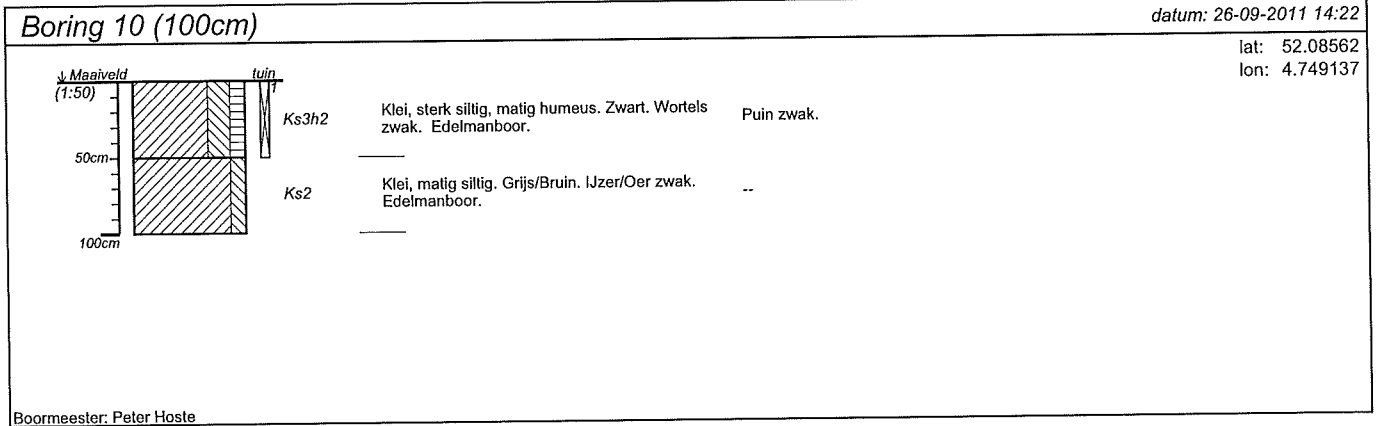 Boring 10 (100cm)
datum: 26-09-2011 14:22
lat: 52.08562
lon: 4.749137
Maaiveld
tuin
(1:50)
1
Ks3h2
Klei, sterk siltig, matig humeus. Zwart. Wortels
zwak. Edelmanboor.
Puin zwak.
50cm
Ks2
Klei, matig siltig. Grijs/Bruin. IJzer/Oer zwak.
Edelmanboor.
--
100cm
Boormeester: Peter Hoste